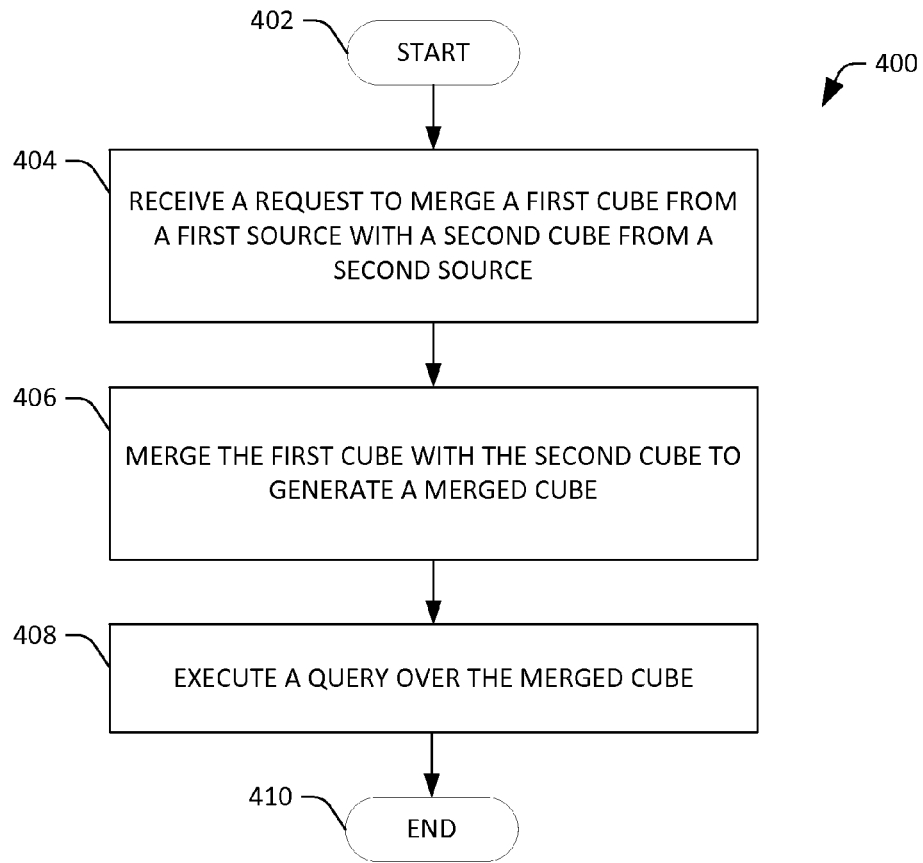 402
START
400
404
RECEIVE A REQUEST TO MERGE A FIRST CUBE FROM
A FIRST SOURCE WITH A SECOND CUBE FROM A
SECOND SOURCE
406
MERGE THE FIRST CUBE WITH THE SECOND CUBE TO
GENERATE A MERGED CUBE
408
EXECUTE A QUERY OVER THE MERGED CUBE
410
END